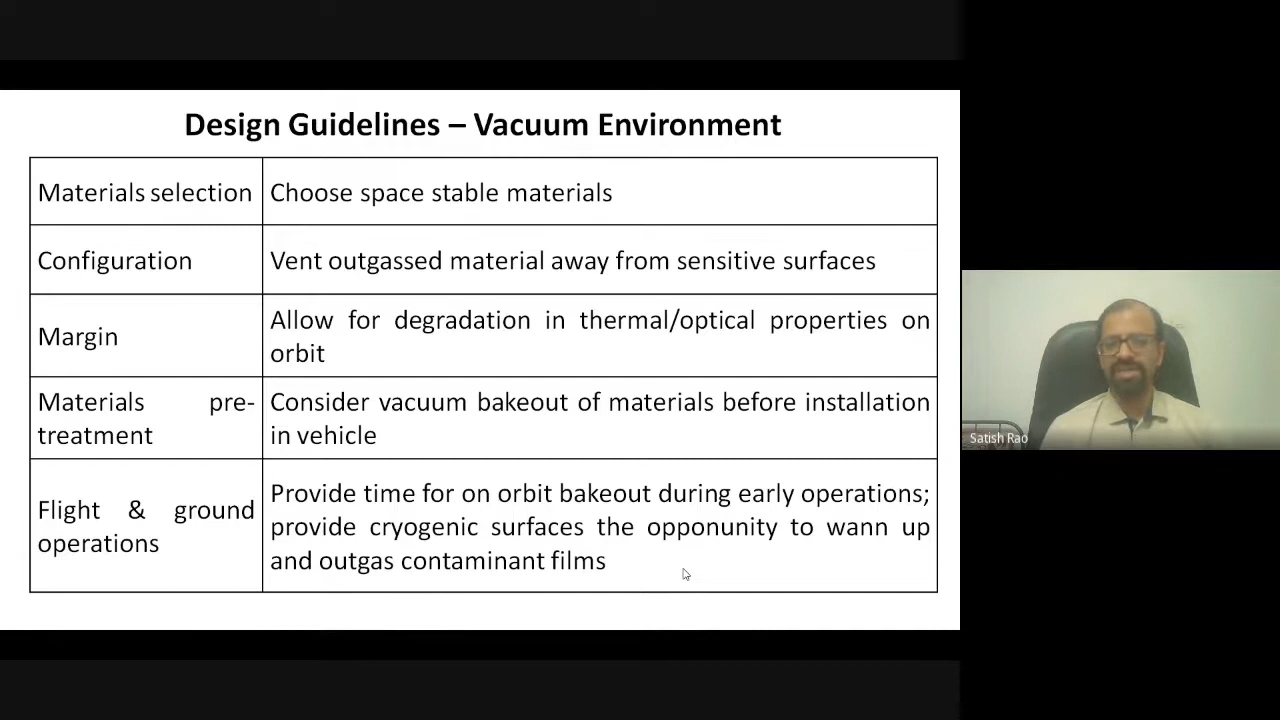 Design Guidelines – Vacuum Environment
Materials selection
Choose space stable materials
Configuration
Vent outgassed material away from sensitive surfaces
Margin
Allow for degradation in thermal/optical properties on
orbit
Materials pre-
treatment
Consider vacuum bakeout of materials before installation
in vehicle
Flight & ground
operations
Provide time for on orbit bakeout during early operations;
provide cryogenic surfaces the opponunity to wann up
and outgas contaminant films
Satish Rao